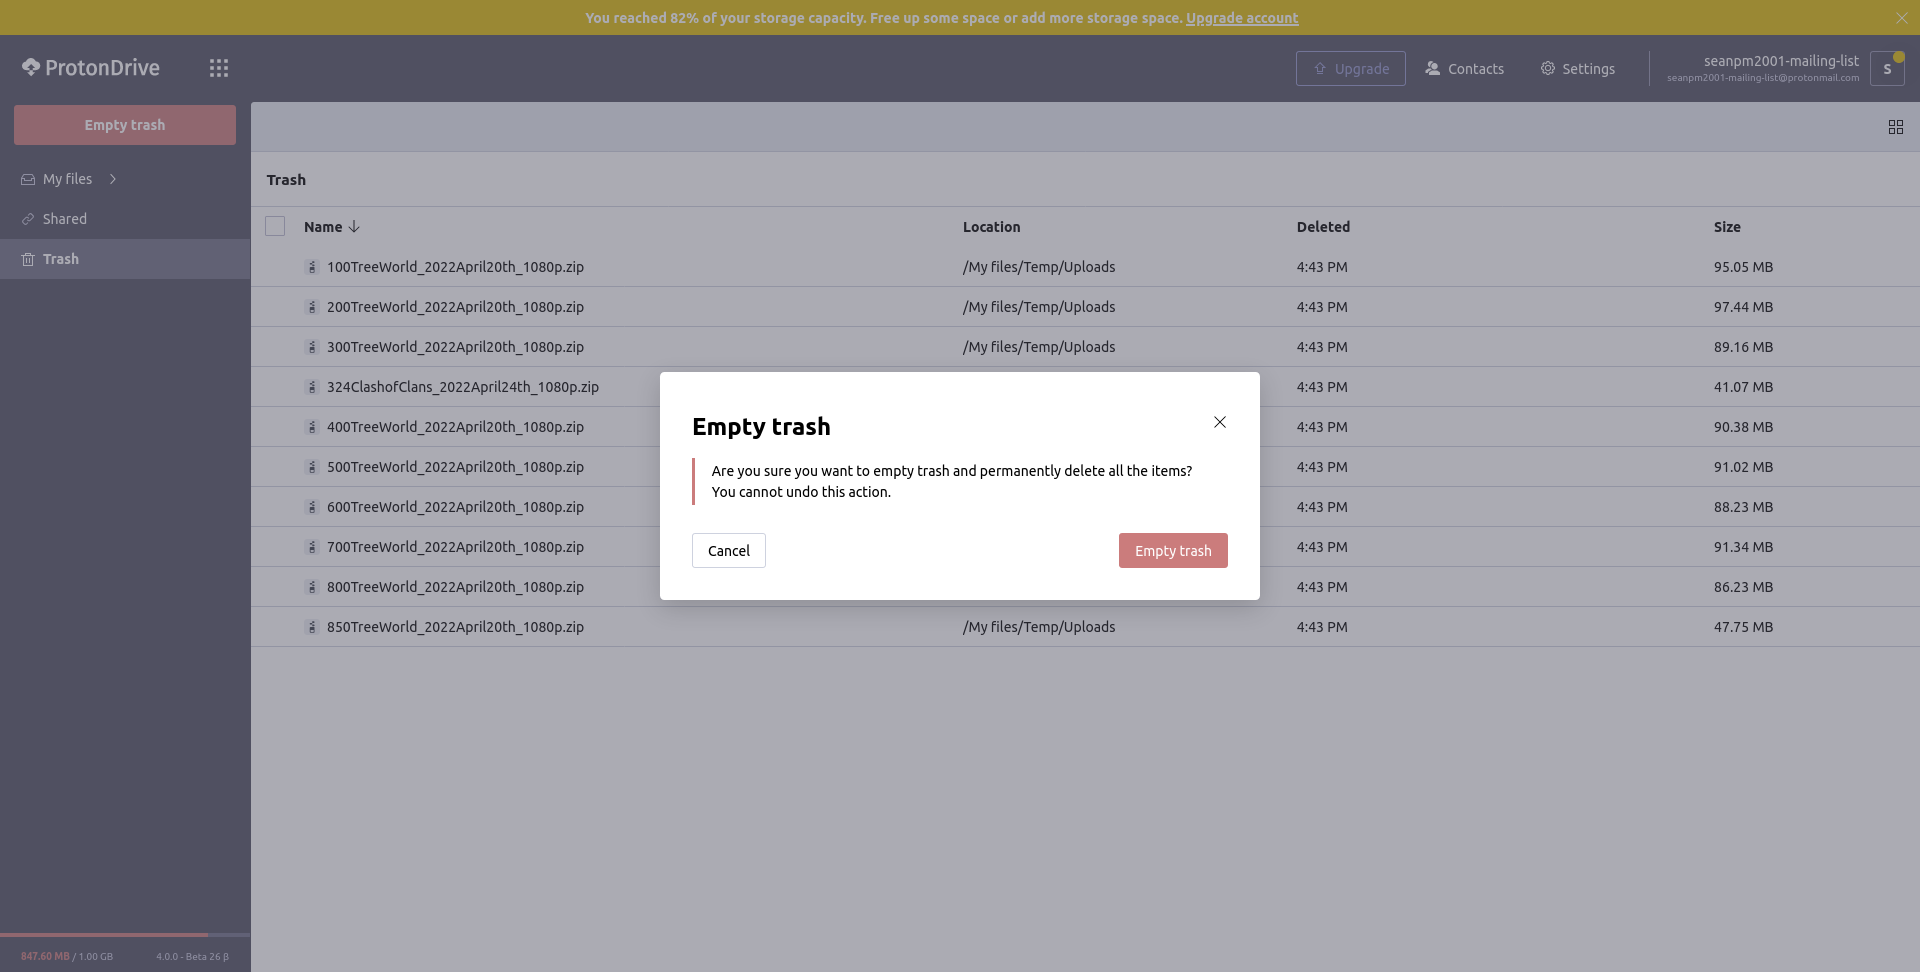 You reached 82% of your storage capacity. Free up some space or add more storage space. Upgrade account
ProtonDrive
Upgrade
Contacts
Settings
seanpm2001-mailing-list
seanpm2001-mailing-list@protonmail.com
S
Empty trash
My files
Shared
Trash
Trash
Name Location Deleted Size
100TreeWorld_2022April20th_1080p.zip /My files/Temp/Uploads 4:43 PM 95.05 MB
200TreeWorld_2022April20th_1080p.zip /My files/Temp/Uploads 4:43 PM 97.44 MB
300TreeWorld_2022April20th_1080p.zip /My files/Temp/Uploads 4:43 PM 89.16 MB
324ClashofClans_2022April24th_1080p.zip 4:43 PM 41.07 MB
400TreeWorld_2022April20th_1080p.zip 4:43 PM 90.38 MB
500TreeWorld_2022April20th_1080p.zip 4:43 PM 91.02 MB
600TreeWorld_2022April20th_1080p.zip 4:43 PM 88.23 MB
700TreeWorld_2022April20th_1080p.zip 4:43 PM 91.34 MB
800TreeWorld_2022April20th_1080p.zip 4:43 PM 86.23 MB
850TreeWorld_2022April20th_1080p.zip /My files/Temp/Uploads 4:43 PM 47.75 MB
Empty trash
Are you sure you want to empty trash and permanently delete all the items?
You cannot undo this action.
Cancel
Empty trash
847.60 MB / 1.00 GB
4.0.0 - Beta 26 β